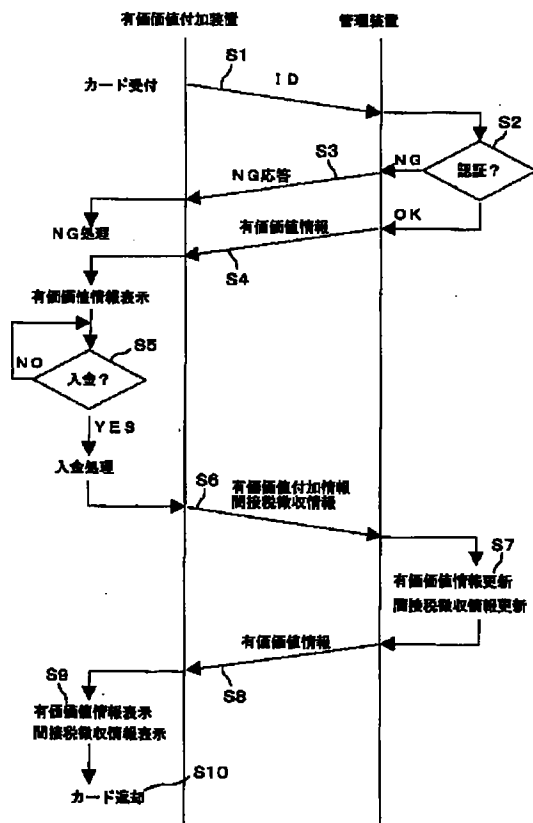 有価価値付加装置
管理装置
S1
ID
カード受付
S2
認証?
NG
S3
NG応答
NG処理
OK
有価価値情報
S4
有価価値情報表示
S5
NO
入金?
YES
入金処理
S6
有価価値付加情報
間接税徴収情報
S7
有価価値情報更新
間接税徴収情報更新
有価価値情報
S8
S9
有価価値情報表示
間接税徴収情報表示
S10
カード返却